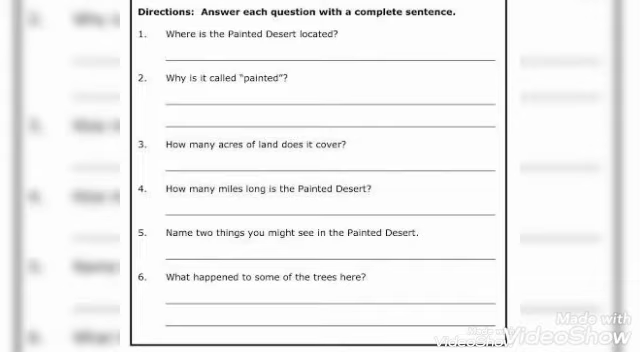 Directions: Answer each question with a complete sentence.
1. Where is the Painted Desert located?
2. Why is it called “painted”?
3. How many acres of land does it cover?
4. How many miles long is the Painted Desert?
5. Name two things you might see in the Painted Desert.
6. What happened to some of the trees here?
Made with
VideoShow